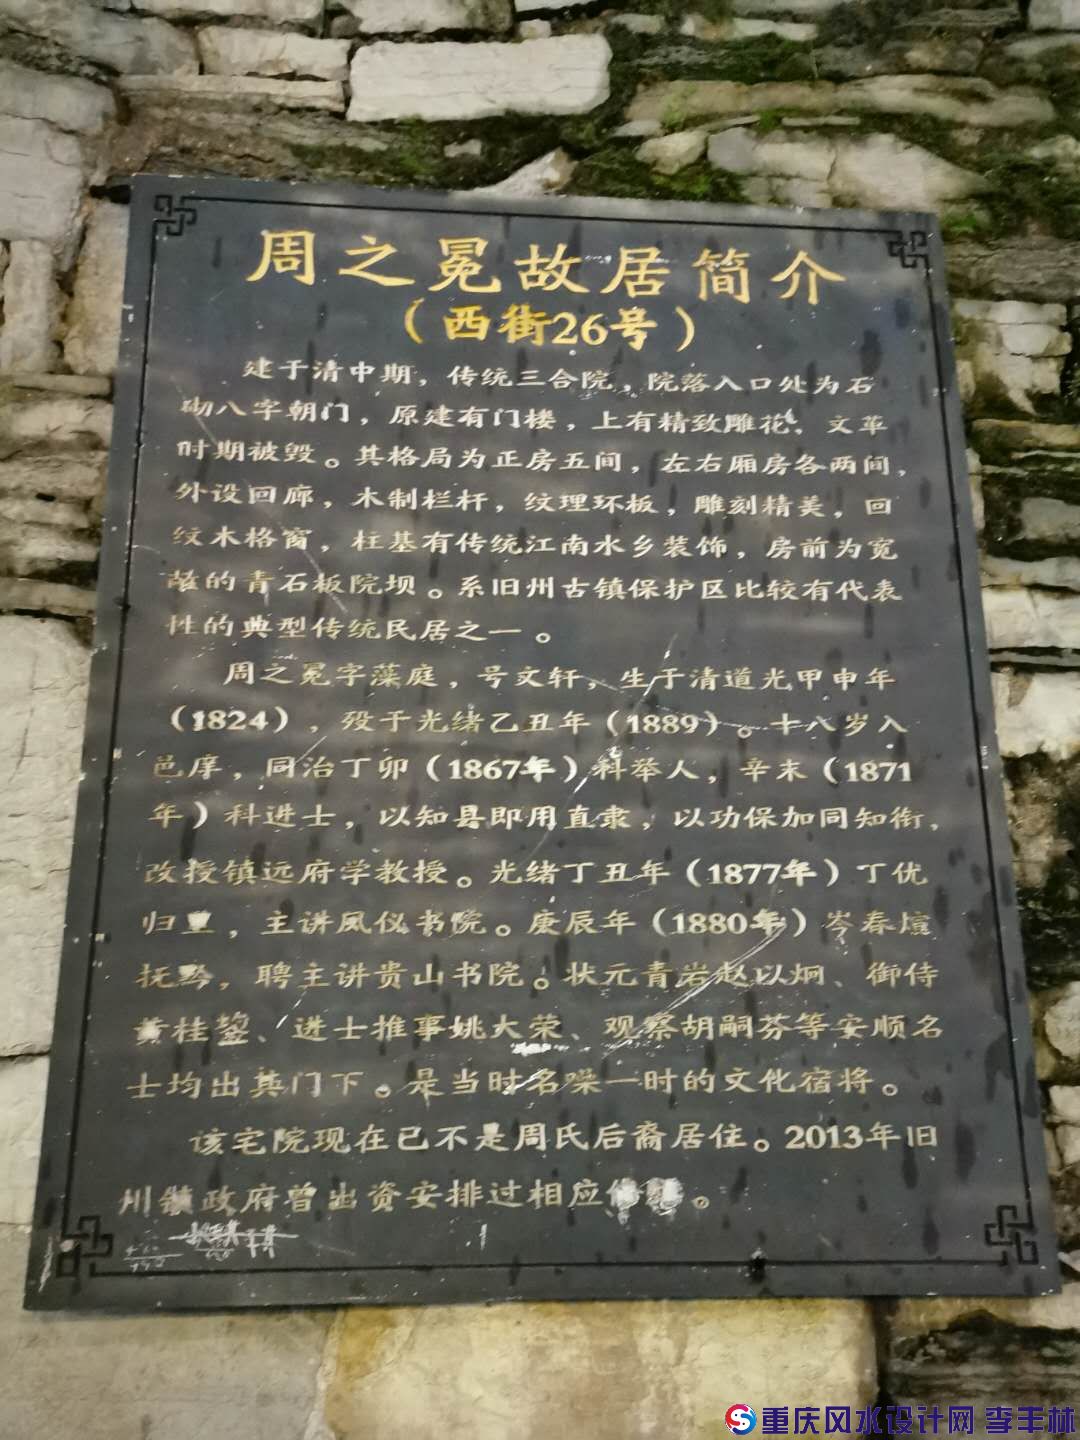 周之冕故居简介
（西街26号）
建于清中期，传统三合院，院落入口处为石
砌八字朝门，原建有门楼，上有精致雕花，文革
时期被毁。其格局为正房五间，左右厢房各两间，
外设回廊，木制栏杆，纹理环板，雕刻精美，回
纹木格窗，柱基有传统江南水乡装饰，房前为宽
敞的青石板院坝。系旧州古镇保护区比较有代表
性的典型传统民居之一。
周之冕字藻庭，号文轩，生于清道光甲申年
（1824），殁于光绪乙丑年（1889）。十八岁入
邑庠，同治丁卯（1867年）科举人，辛未（1871
年）科进士，以知县即用直隶，以功保加同知衔，
改授镇远府学教授。光绪丁丑年（1877年）丁优
归里，主讲凤仪书院。庚辰年（1880年）岑春煊
抚黔，聘主讲贵山书院。状元青岩赵以炯、御侍
黄桂鋆、进士推事姚大荣、观察胡嗣芬等安顺名
士均出其门下。是当时名噪一时的文化宿将。
该宅院现在已不是周氏后裔居住。2013年旧
州镇政府曾出资安排过相应。
重庆风水设计网 李丰林